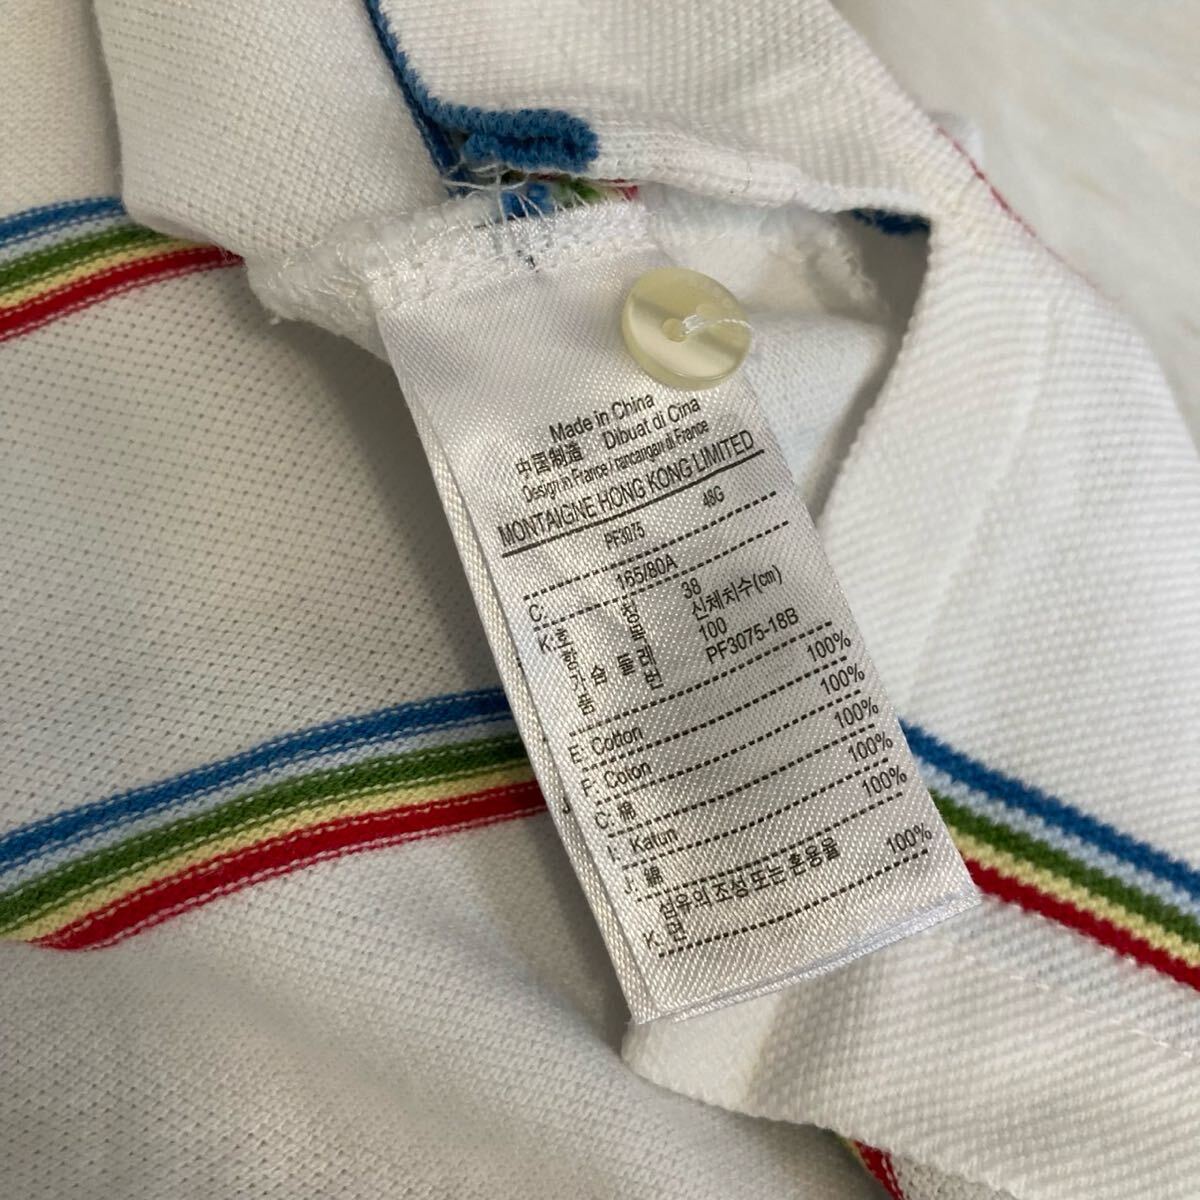 Made in China
中国制造 Dibuat di Cina
Design in France / rancangan di France
MONTAIGNE HONG KONG LIMITED
PF3075 48G
C: 165/80A
K: 38
신체치수(cm)
100
PF3075-18B
E: Cotton 100%
F: Coton 100%
C: 棉 100%
I: Katun 100%
J: 綿 100%
섬유의 조성 또는 혼용율
K: 면 100%